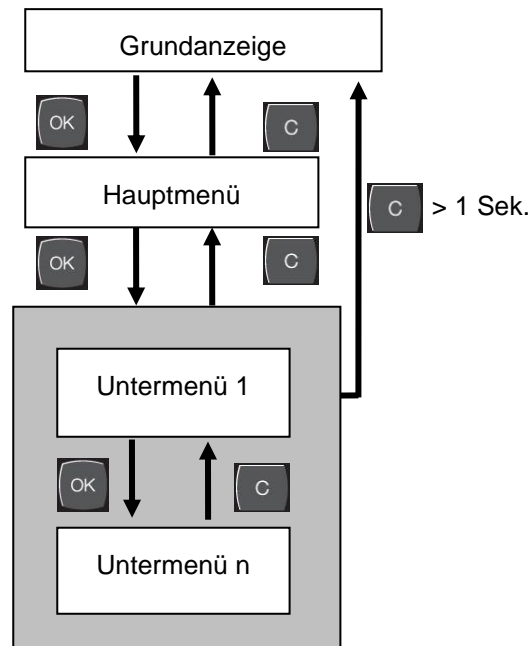 Grundanzeige
OK
C
Hauptmenü
C > 1 Sek.
OK
C
Untermenü 1
OK
C
Untermenü n